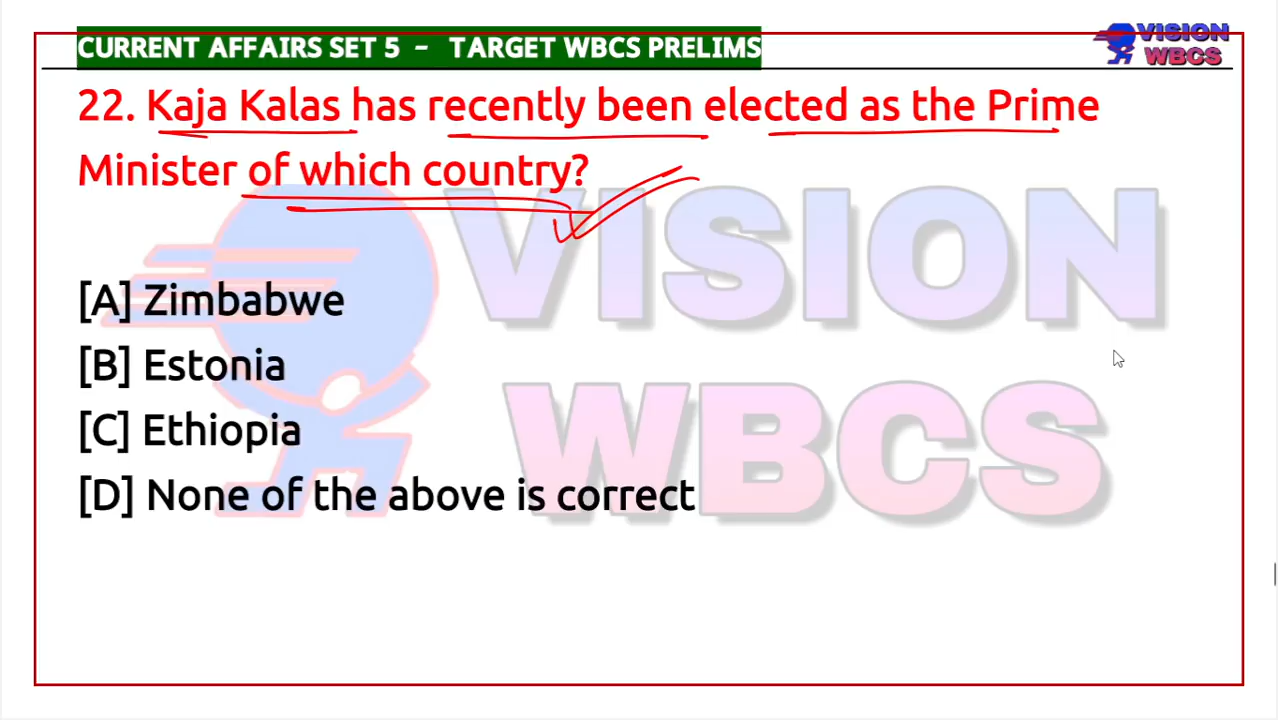 CURRENT AFFAIRS SET 5 - TARGET WBCS PRELIMS
VISION
WBCS
22. Kaja Kalas has recently been elected as the Prime
Minister of which country?
[A] Zimbabwe
[B] Estonia
[C] Ethiopia
[D] None of the above is correct
VISION
WBCS